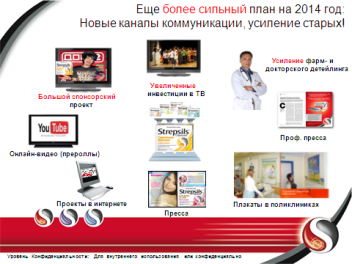 Еще более сильный план на 2014 год:
Новые каналы коммуникации, усиление старых!
Большой спонсорский
проект
Увеличенные
инвестиции в ТВ
Усиление фарм- и
докторского детейлинга
Strepsils
YouTube
Онлайн-видео (прероллы)
Проф. пресса
Проекты в интернете
Strepsils
Пресса
Плакаты в поликлиниках
Уровень Конфиденциальности: Для внутреннего использования или конфиденциально